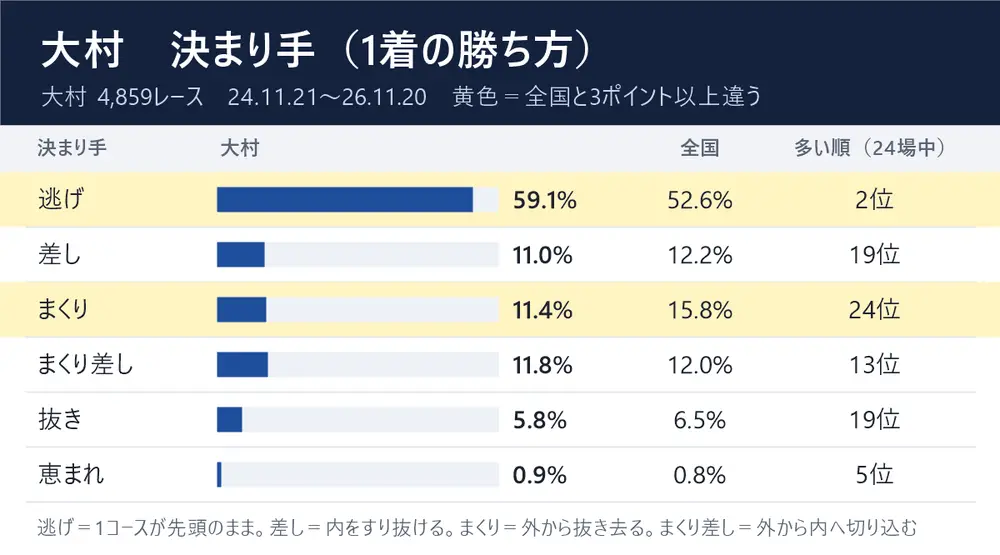 大村　決まり手（1着の勝ち方）
大村 4,859レース　24.11.21～26.11.20　黄色＝全国と3ポイント以上違う
決まり手　大村　全国　多い順（24場中）
逃げ　59.1%　52.6%　2位
差し　11.0%　12.2%　19位
まくり　11.4%　15.8%　24位
まくり差し　11.8%　12.0%　13位
抜き　5.8%　6.5%　19位
恵まれ　0.9%　0.8%　5位
逃げ＝1コースが先頭のまま。差し＝内をすり抜ける。まくり＝外から抜き去る。まくり差し＝外から内へ切り込む